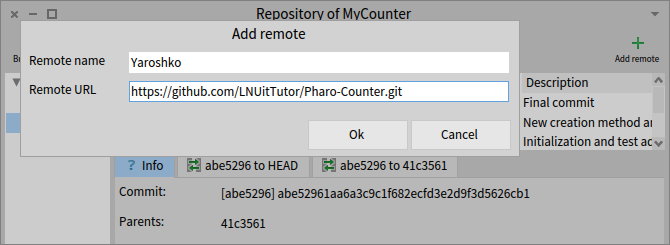 Repository of MyCounter
Add remote
Remote name
Yaroshko
Remote URL
https://github.com/LNUitTutor/Pharo-Counter.git
Ok
Cancel
Add remote
Description
Final commit
New creation method a
Initialization and test ac
? Info
abe5296 to HEAD
abe5296 to 41c3561
Commit:
[abe5296] abe52961aa6a3c9c1f682ecfd3e2d9f3d5626cb1
Parents:
41c3561